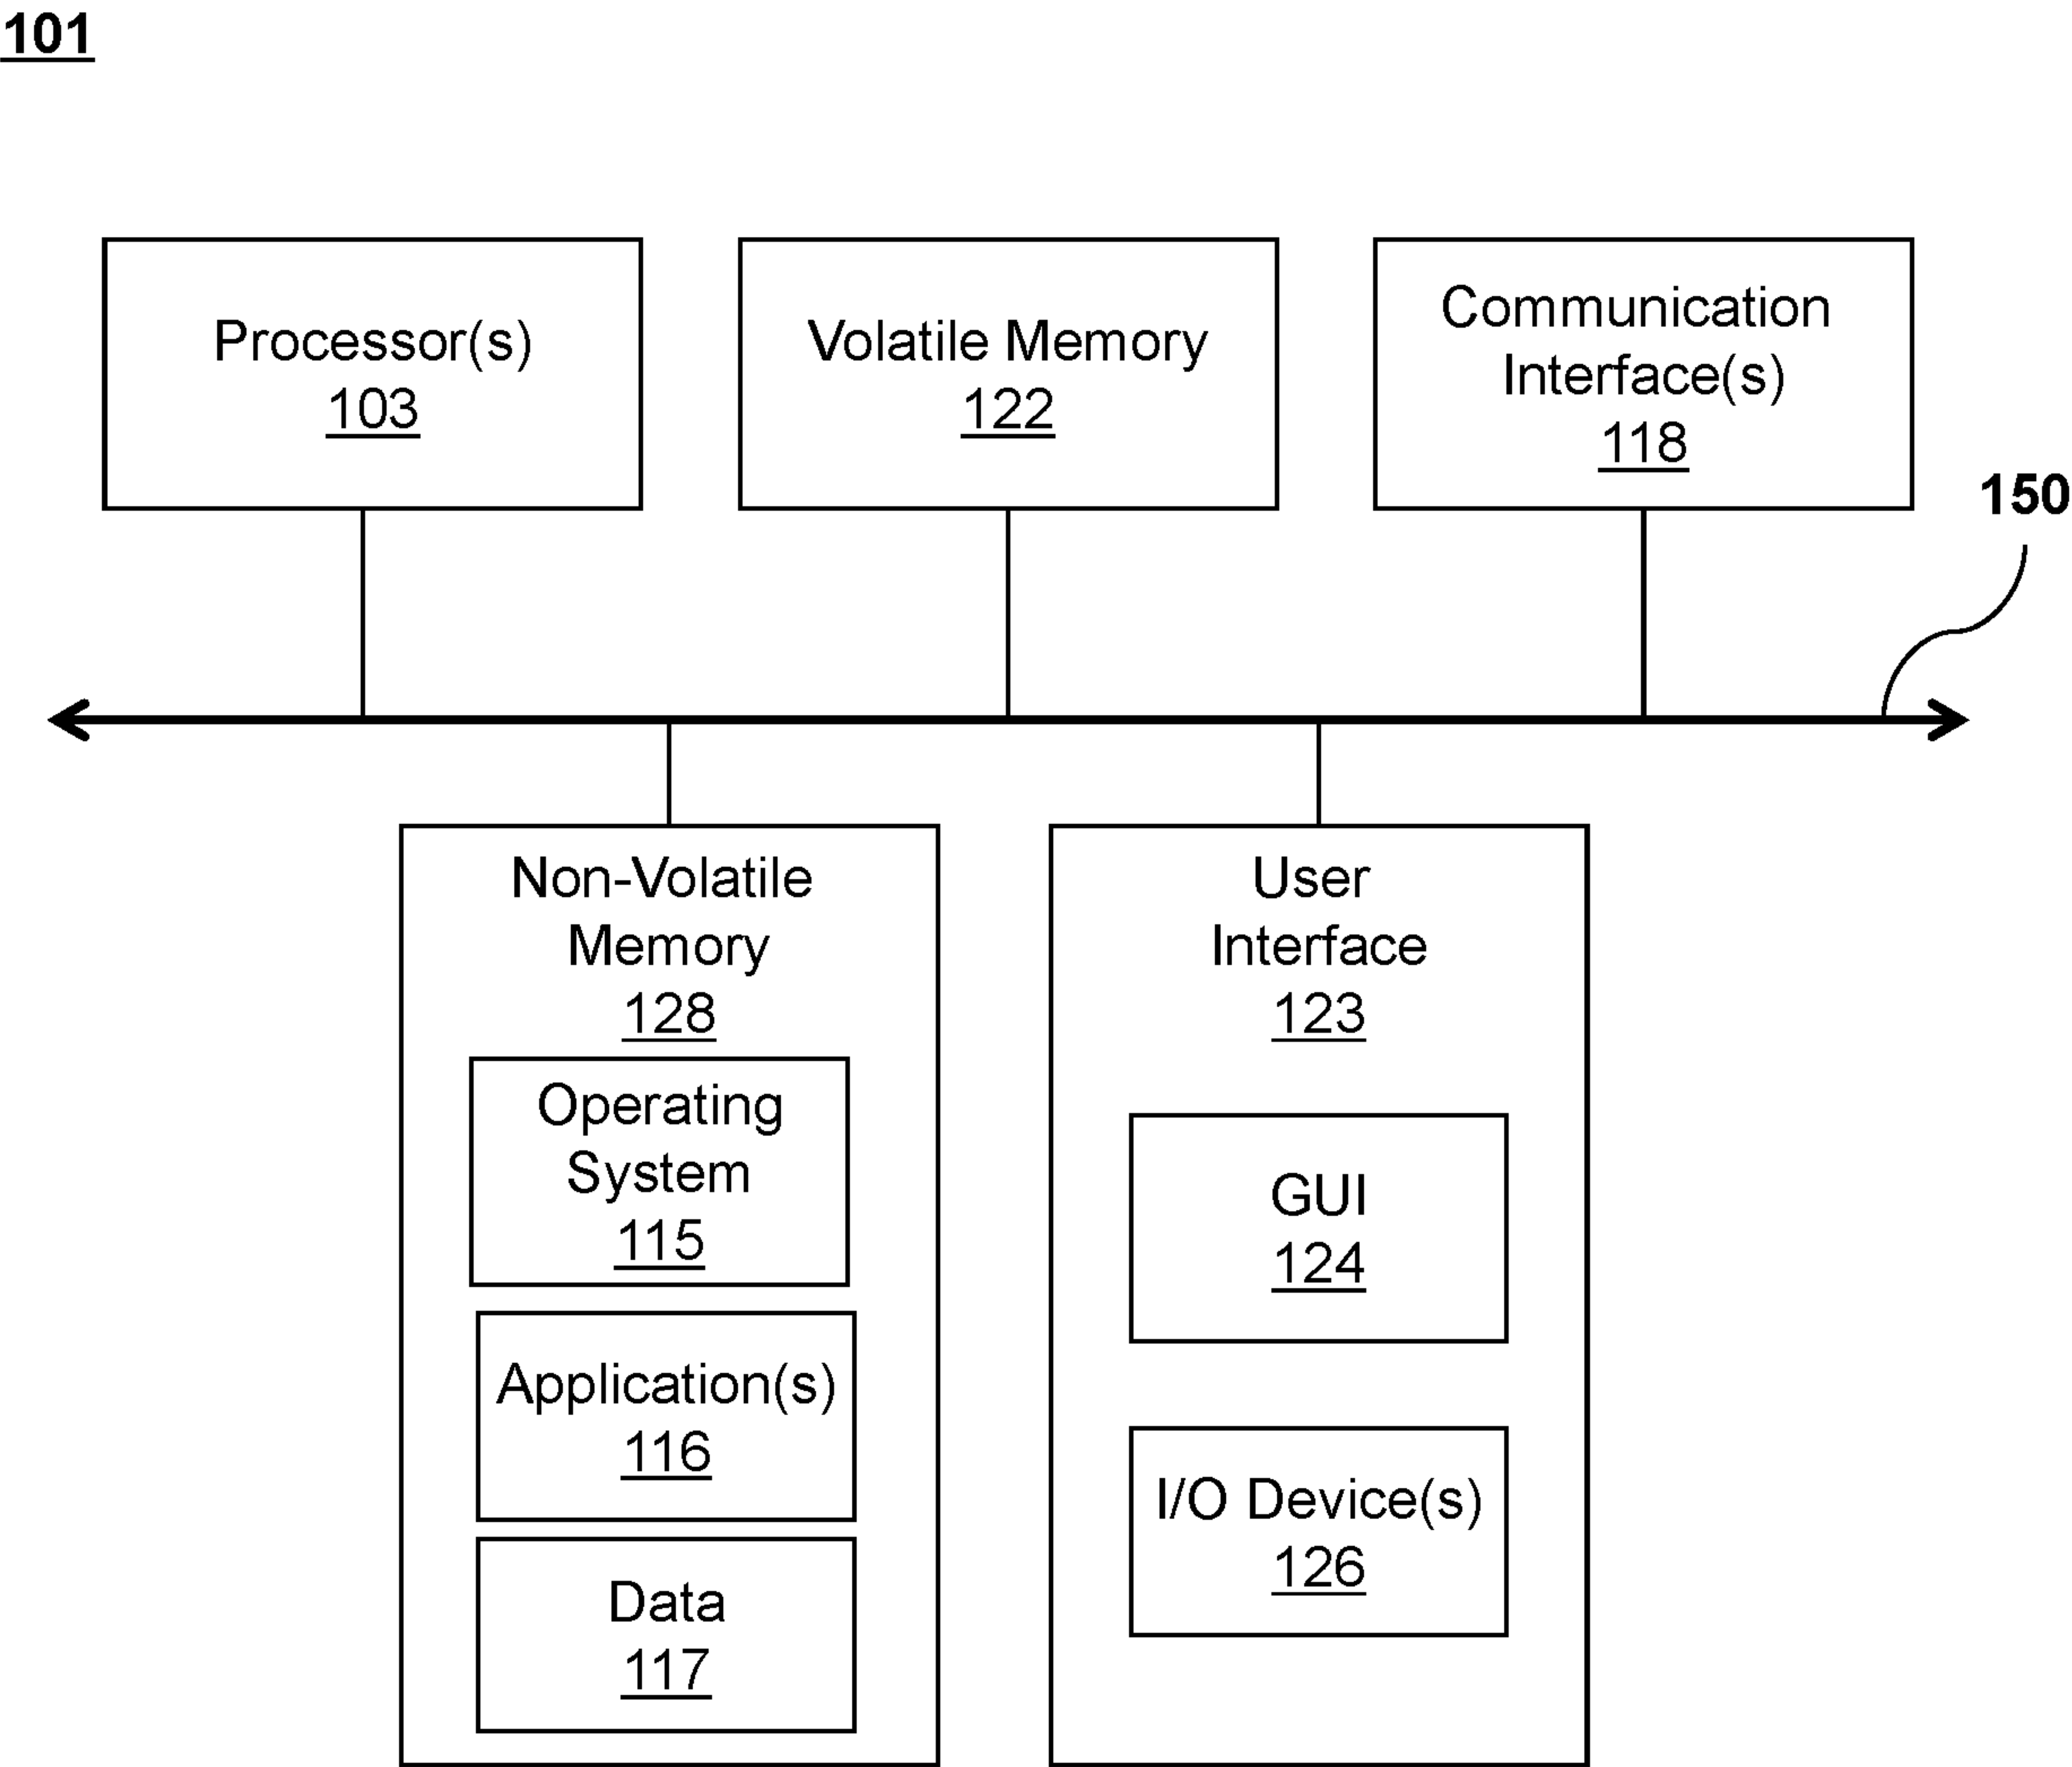 101
Processor(s)
103
Volatile Memory
122
Communication
Interface(s)
118
150
Non-Volatile
Memory
128
Operating
System
115
Application(s)
116
Data
117
User
Interface
123
GUI
124
I/O Device(s)
126